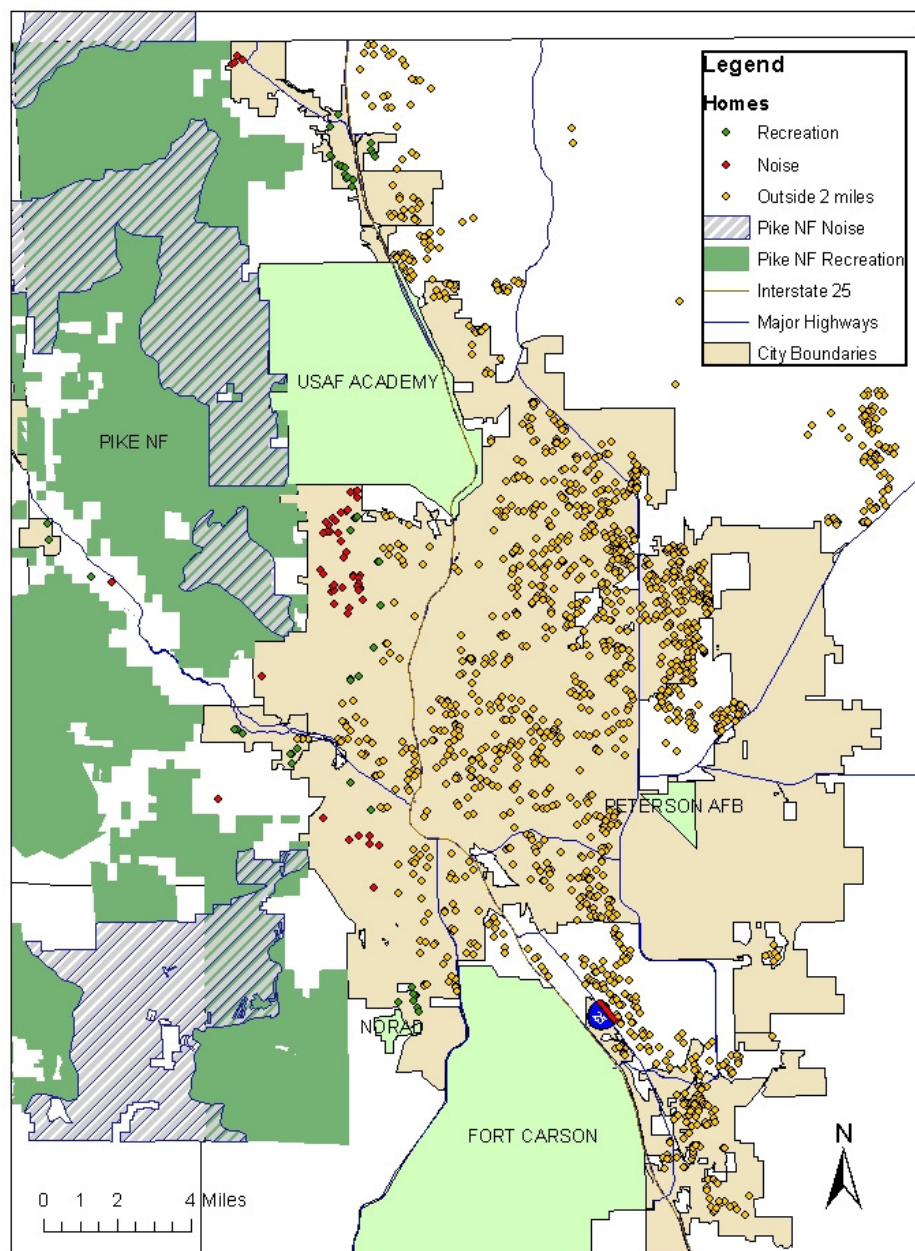 Legend
Homes
Recreation
Noise
Outside 2 miles
Pike NF Noise
Pike NF Recreation
Interstate 25
Major Highways
City Boundaries
USAF ACADEMY
PIKE NF
PETERSON AFB
NORAD
25
FORT CARSON
N
0 1 2 4 Miles